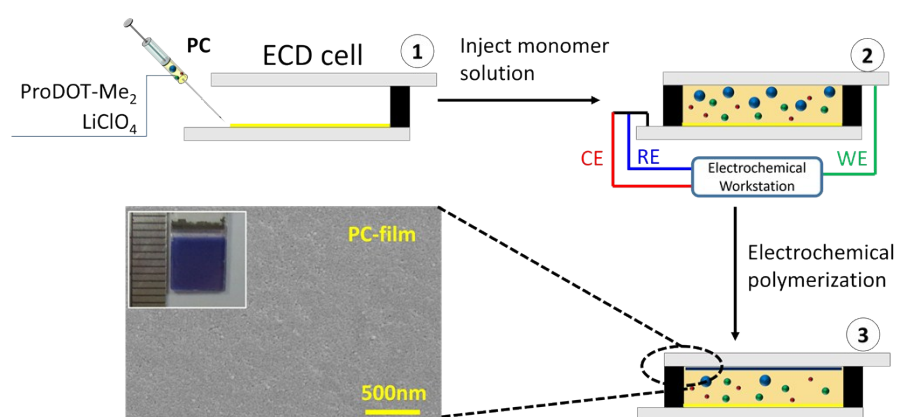 PC
ECD cell
1
Inject monomer
solution
2
ProDOT-Me₂
LiClO₄
CE
RE
WE
Electrochemical
Workstation
PC-film
500nm
Electrochemical
polymerization
3